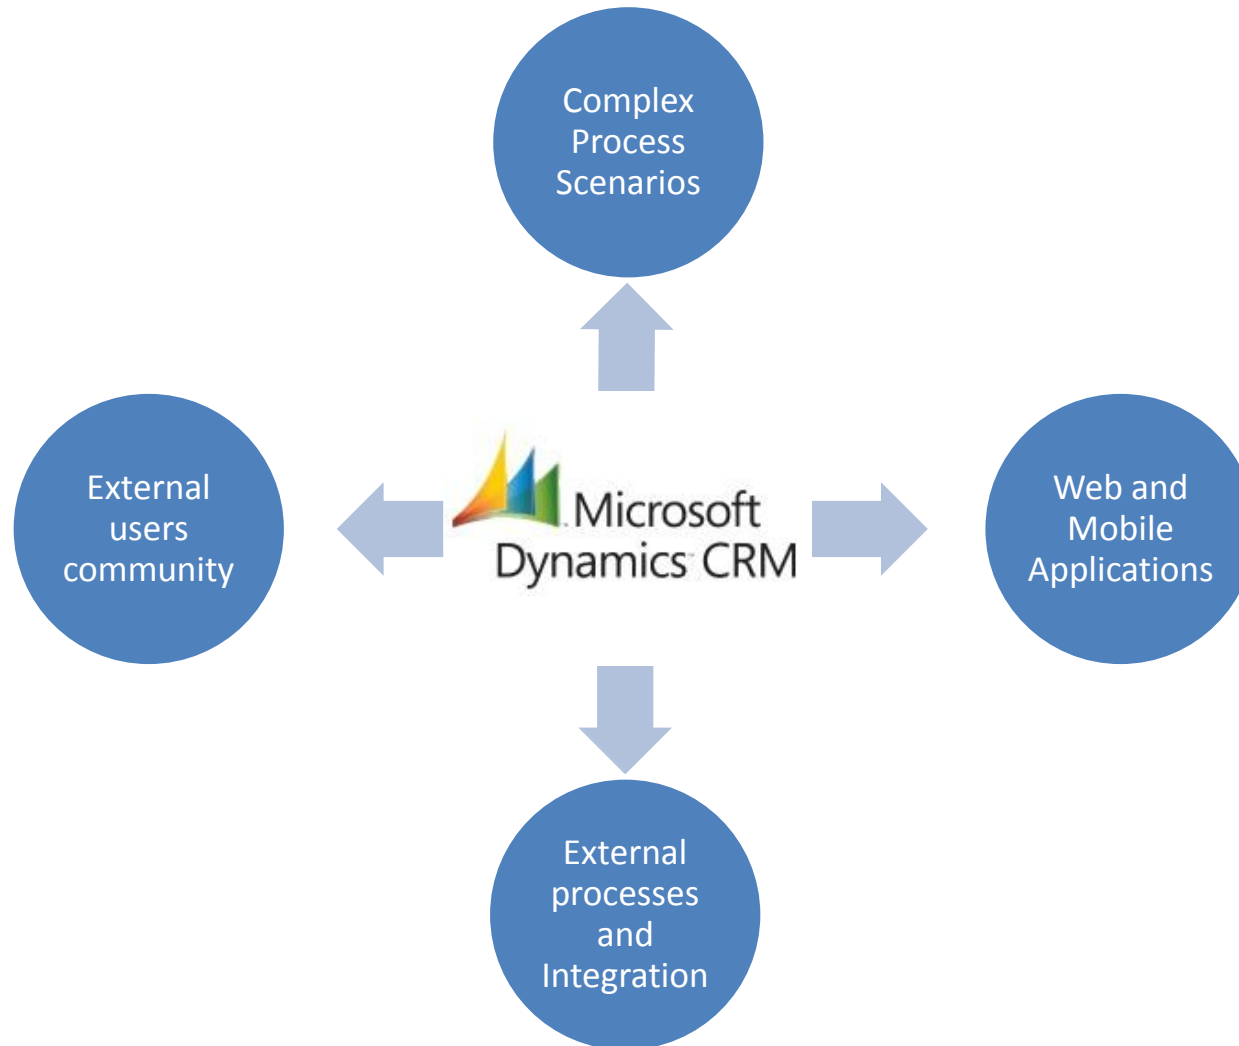 Complex
Process
Scenarios
External
users
community
Microsoft
Dynamics CRM
Web and
Mobile
Applications
External
processes
and
Integration